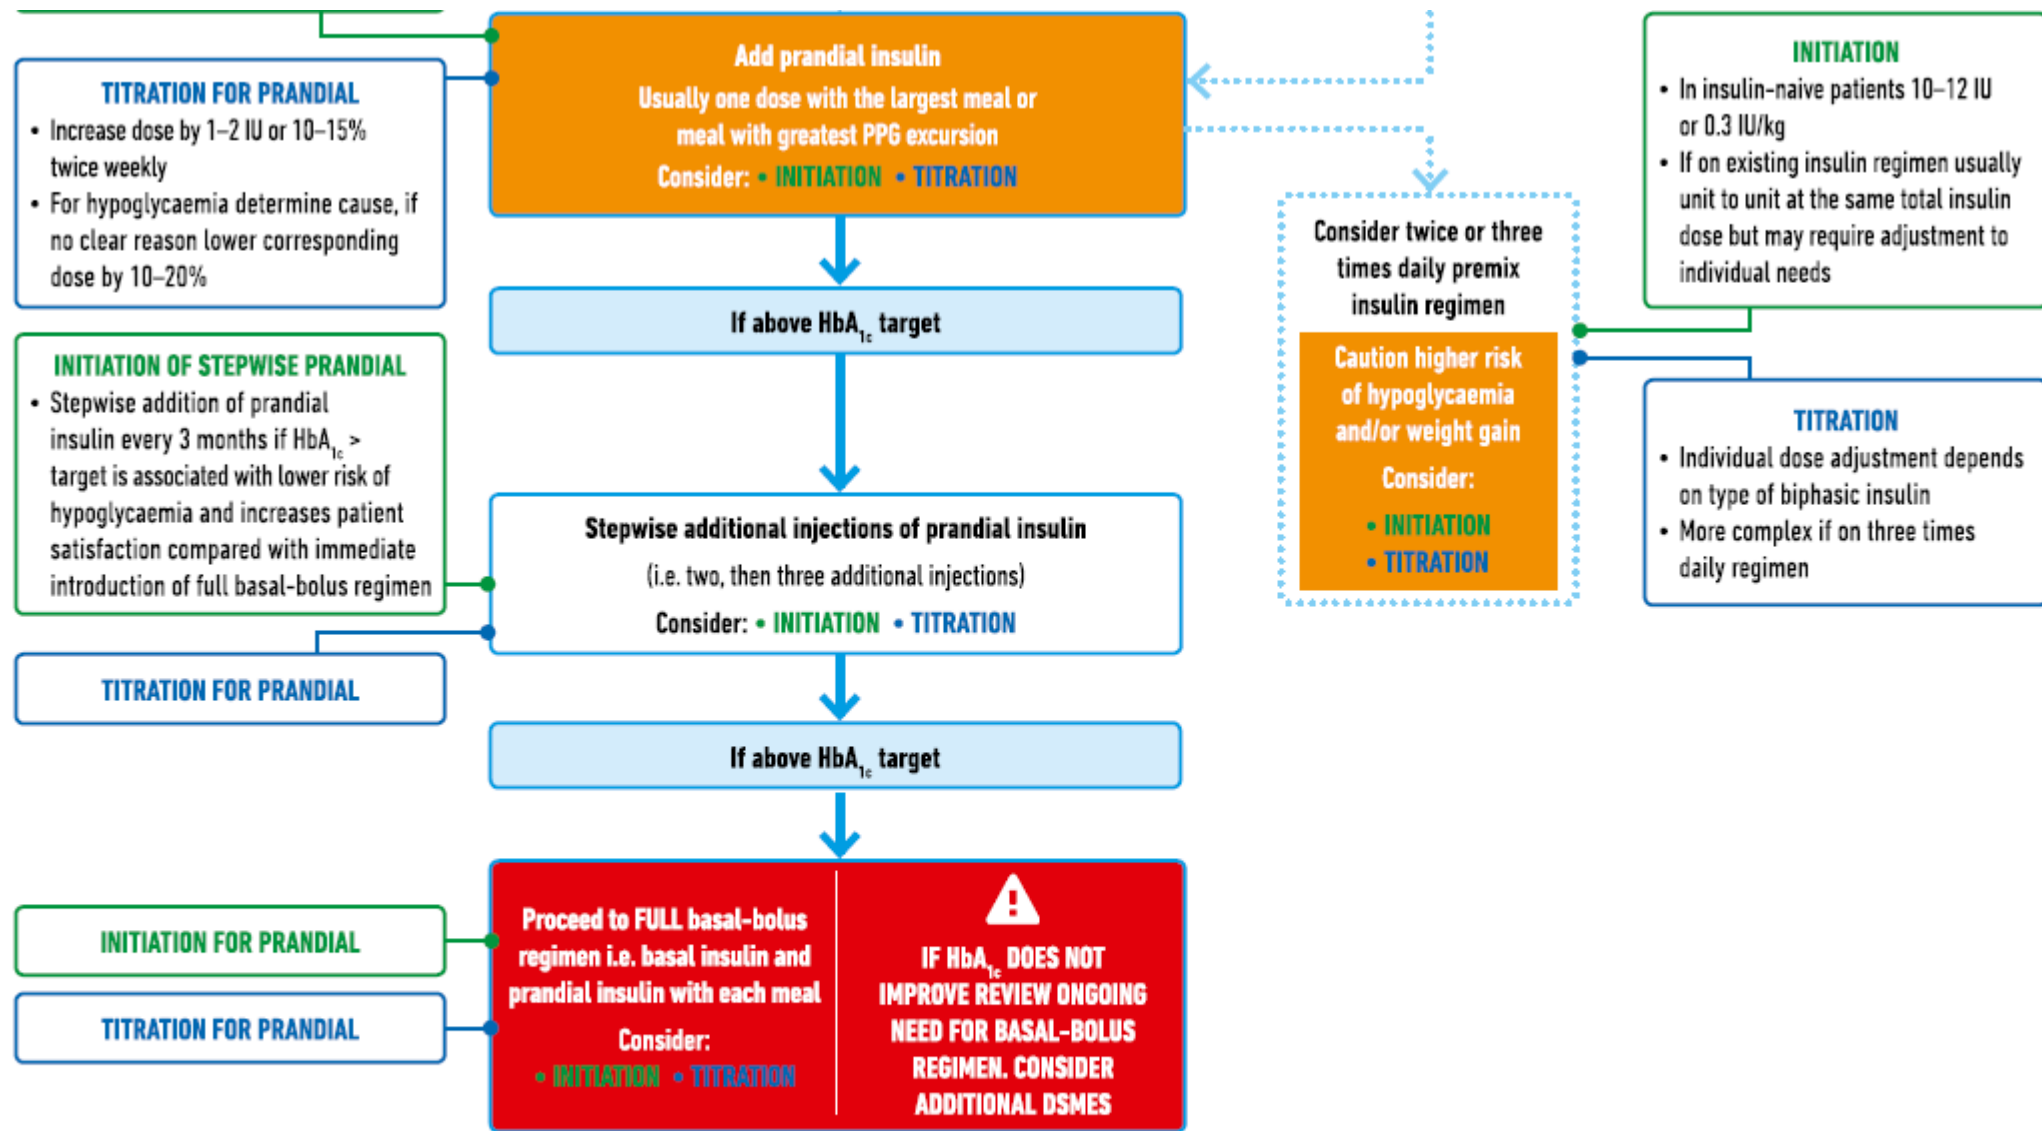 Add prandial insulin
Usually one dose with the largest meal or
meal with greatest PPG excursion
Consider: • INITIATION • TITRATION
TITRATION FOR PRANDIAL
• Increase dose by 1–2 IU or 10–15%
twice weekly
• For hypoglycaemia determine cause, if
no clear reason lower corresponding
dose by 10–20%
If above HbA1c target
INITIATION OF STEPWISE PRANDIAL
• Stepwise addition of prandial
insulin every 3 months if HbA1c >
target is associated with lower risk of
hypoglycaemia and increases patient
satisfaction compared with immediate
introduction of full basal-bolus regimen
Stepwise additional injections of prandial insulin
(i.e. two, then three additional injections)
Consider: • INITIATION • TITRATION
TITRATION FOR PRANDIAL
If above HbA1c target
INITIATION FOR PRANDIAL
TITRATION FOR PRANDIAL
Proceed to FULL basal-bolus
regimen i.e. basal insulin and
prandial insulin with each meal
Consider:
• INITIATION • TITRATION
IF HbA1c DOES NOT
IMPROVE REVIEW ONGOING
NEED FOR BASAL-BOLUS
REGIMEN. CONSIDER
ADDITIONAL DSMES
Consider twice or three
times daily premix
insulin regimen
Caution higher risk
of hypoglycaemia
and/or weight gain
Consider:
• INITIATION
• TITRATION
INITIATION
• In insulin-naive patients 10–12 IU
or 0.3 IU/kg
• If on existing insulin regimen usually
unit to unit at the same total insulin
dose but may require adjustment to
individual needs
TITRATION
• Individual dose adjustment depends
on type of biphasic insulin
• More complex if on three times
daily regimen